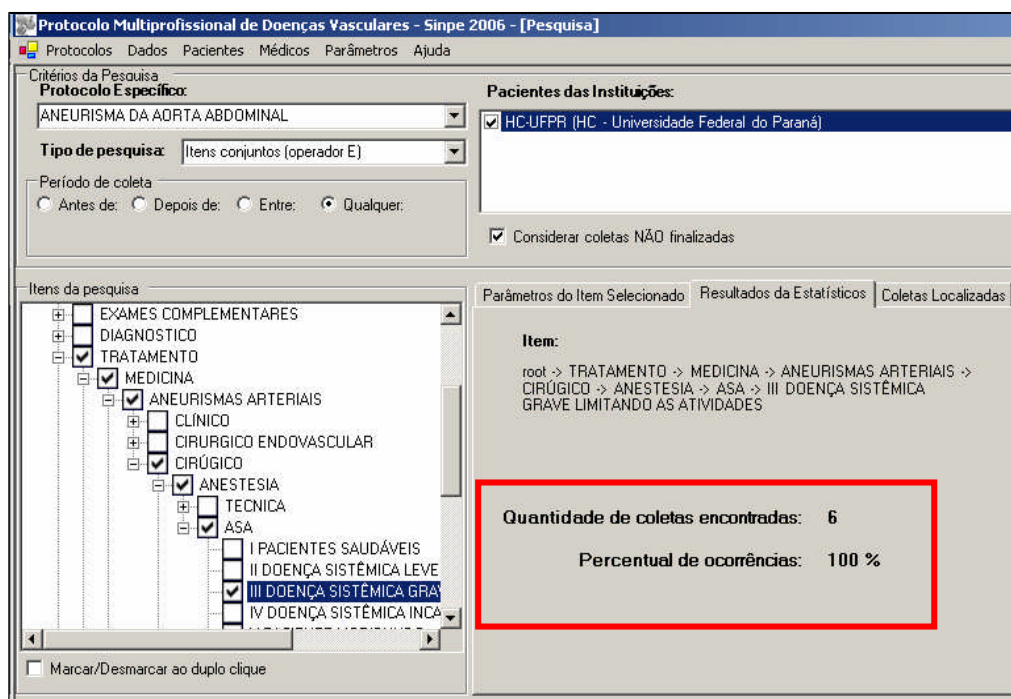 Protocolo Multiprofissional de Doenças Vasculares - Sinpe 2006 - [Pesquisa]
Protocolos Dados Pacientes Médicos Parâmetros Ajuda
Critérios da Pesquisa
Protocolo Específico:
ANEURISMA DA AORTA ABDOMINAL
Tipo de pesquisa: Itens conjuntos (operador E)
Período de coleta
Antes de: Depois de: Entre: Qualquer:
Pacientes das Instituições:
HC-UFPR (HC - Universidade Federal do Paraná)
Considerar coletas NÃO finalizadas
Itens da pesquisa
EXAMES COMPLEMENTARES
DIAGNOSTICO
TRATAMENTO
MEDICINA
ANEURISMAS ARTERIAIS
CLÍNICO
CIRURGICO ENDOVASCULAR
CIRÚGICO
ANESTESIA
TECNICA
ASA
I PACIENTES SAUDÁVEIS
II DOENÇA SISTÊMICA LEVE
III DOENÇA SISTÊMICA GRA
IV DOENÇA SISTÊMICA INCA
Marcar/Desmarcar ao duplo clique
Parâmetros do Item Selecionado Resultados da Estatísticos Coletas Localizadas
Item:
root -> TRATAMENTO -> MEDICINA -> ANEURISMAS ARTERIAIS ->
CIRÚGICO -> ANESTESIA -> ASA -> III DOENÇA SISTÊMICA
GRAVE LIMITANDO AS ATIVIDADES
Quantidade de coletas encontradas: 6
Percentual de ocorrências: 100 %